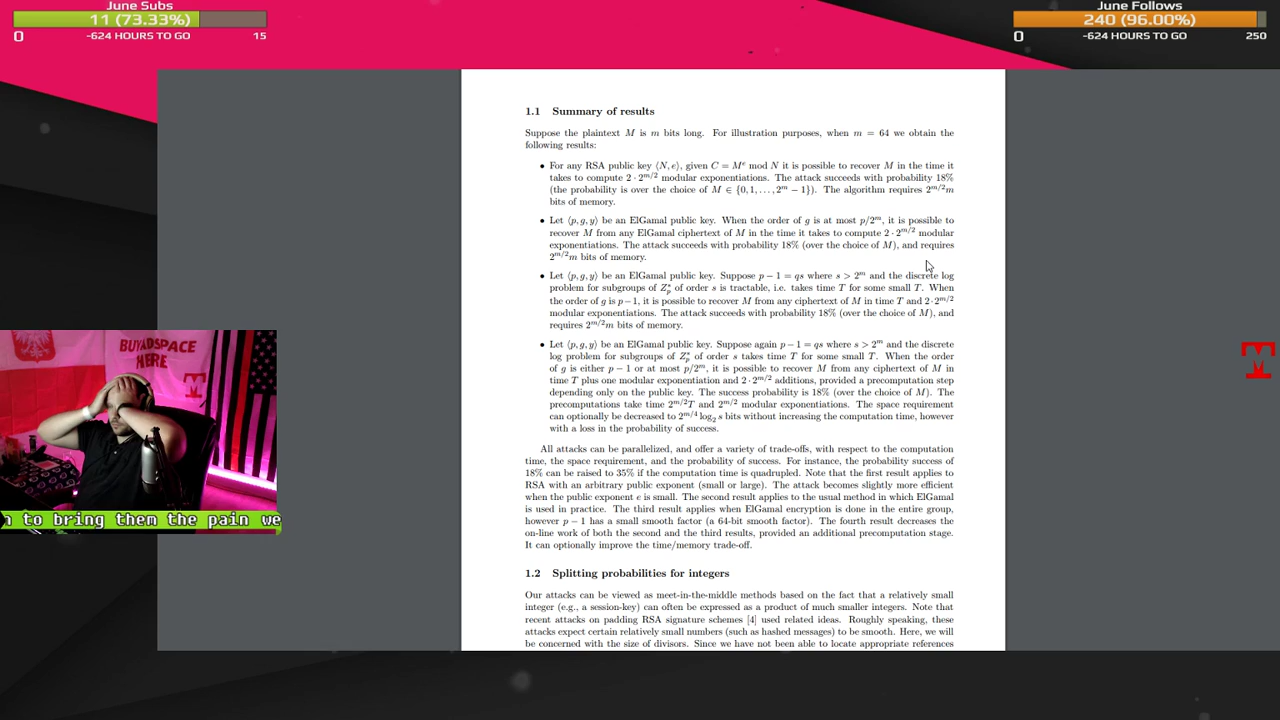 June Subs
11 (73.33%)
0 -624 HOURS TO GO 15
June Follows
240 (96.00%)
0 -624 HOURS TO GO 250
1.1 Summary of results
Suppose the plaintext M is m bits long. For illustration purposes, when m = 64 we obtain the
following results:
• For any RSA public key ⟨N, e⟩, given C = Mᵉ mod N it is possible to recover M in the time it
takes to compute 2 · 2^{m/2} modular exponentiations. The attack succeeds with probability 18%
(the probability is over the choice of M ∈ {0, 1, . . . , 2^m − 1}). The algorithm requires 2^{m/2}m
bits of memory.
• Let ⟨p, g, y⟩ be an ElGamal public key. When the order of g is at most p/2^m, it is possible to
recover M from any ElGamal ciphertext of M in the time it takes to compute 2 · 2^{m/2} modular
exponentiations. The attack succeeds with probability 18% (over the choice of M), and requires
2^{m/2}m bits of memory.
• Let ⟨p, g, y⟩ be an ElGamal public key. Suppose p − 1 = qs where s > 2^m and the discrete log
problem for subgroups of Z*_p of order s is tractable, i.e. takes time T for some small T. When
the order of g is p − 1, it is possible to recover M from any ciphertext of M in time T and 2 · 2^{m/2}
modular exponentiations. The attack succeeds with probability 18% (over the choice of M), and
requires 2^{m/2}m bits of memory.
• Let ⟨p, g, y⟩ be an ElGamal public key. Suppose again p − 1 = qs where s > 2^m and the discrete
log problem for subgroups of Z*_p of order s takes time T for some small T. When the order
of g is either p − 1 or at most p/2^m, it is possible to recover M from any ciphertext of M in
time T plus one modular exponentiation and 2 · 2^{m/2} additions, provided a precomputation step
depending only on the public key. The success probability is 18% (over the choice of M). The
precomputations take time 2^{m/2}T and 2^{m/2} modular exponentiations. The space requirement
can optionally be decreased to 2^{m/4} log₂ s bits without increasing the computation time, however
with a loss in the probability of success.
All attacks can be parallelized, and offer a variety of trade-offs, with respect to the computation
time, the space requirement, and the probability of success. For instance, the probability success of
18% can be raised to 35% if the computation time is quadrupled. Note that the first result applies to
RSA with an arbitrary public exponent (small or large). The attack becomes slightly more efficient
when the public exponent e is small. The second result applies to the usual method in which ElGamal
is used in practice. The third result applies when ElGamal encryption is done in the entire group,
however p − 1 has a small smooth factor (a 64-bit smooth factor). The fourth result decreases the
on-line work of both the second and the third results, provided an additional precomputation stage.
It can optionally improve the time/memory trade-off.
1.2 Splitting probabilities for integers
Our attacks can be viewed as meet-in-the-middle methods based on the fact that a relatively small
integer (e.g., a session-key) can often be expressed as a product of much smaller integers. Note that
recent attacks on padding RSA signature schemes [4] used related ideas. Roughly speaking, these
attacks expect certain relatively small numbers (such as hashed messages) to be smooth. Here, we will
be concerned with the size of divisors. Since we have not been able to locate appropriate references
BUY ADSPACE
HERE
to bring them the pain we